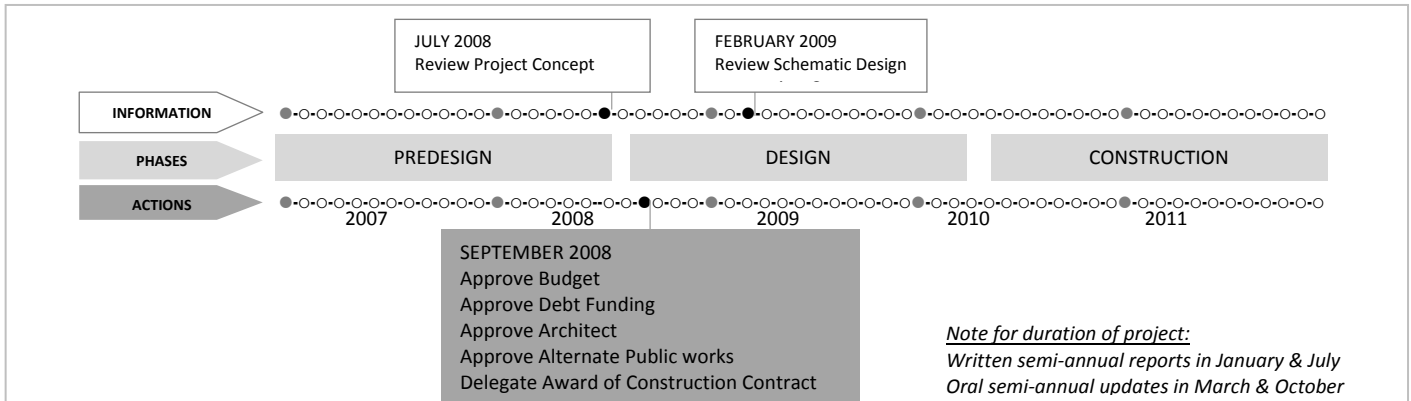 JULY 2008
Review Project Concept
FEBRUARY 2009
Review Schematic Design
INFORMATION
PHASES
PREDESIGN
DESIGN
CONSTRUCTION
ACTIONS
2007
2008
2009
2010
2011
SEPTEMBER 2008
Approve Budget
Approve Debt Funding
Approve Architect
Approve Alternate Public works
Delegate Award of Construction Contract
Note for duration of project:
Written semi-annual reports in January & July
Oral semi-annual updates in March & October